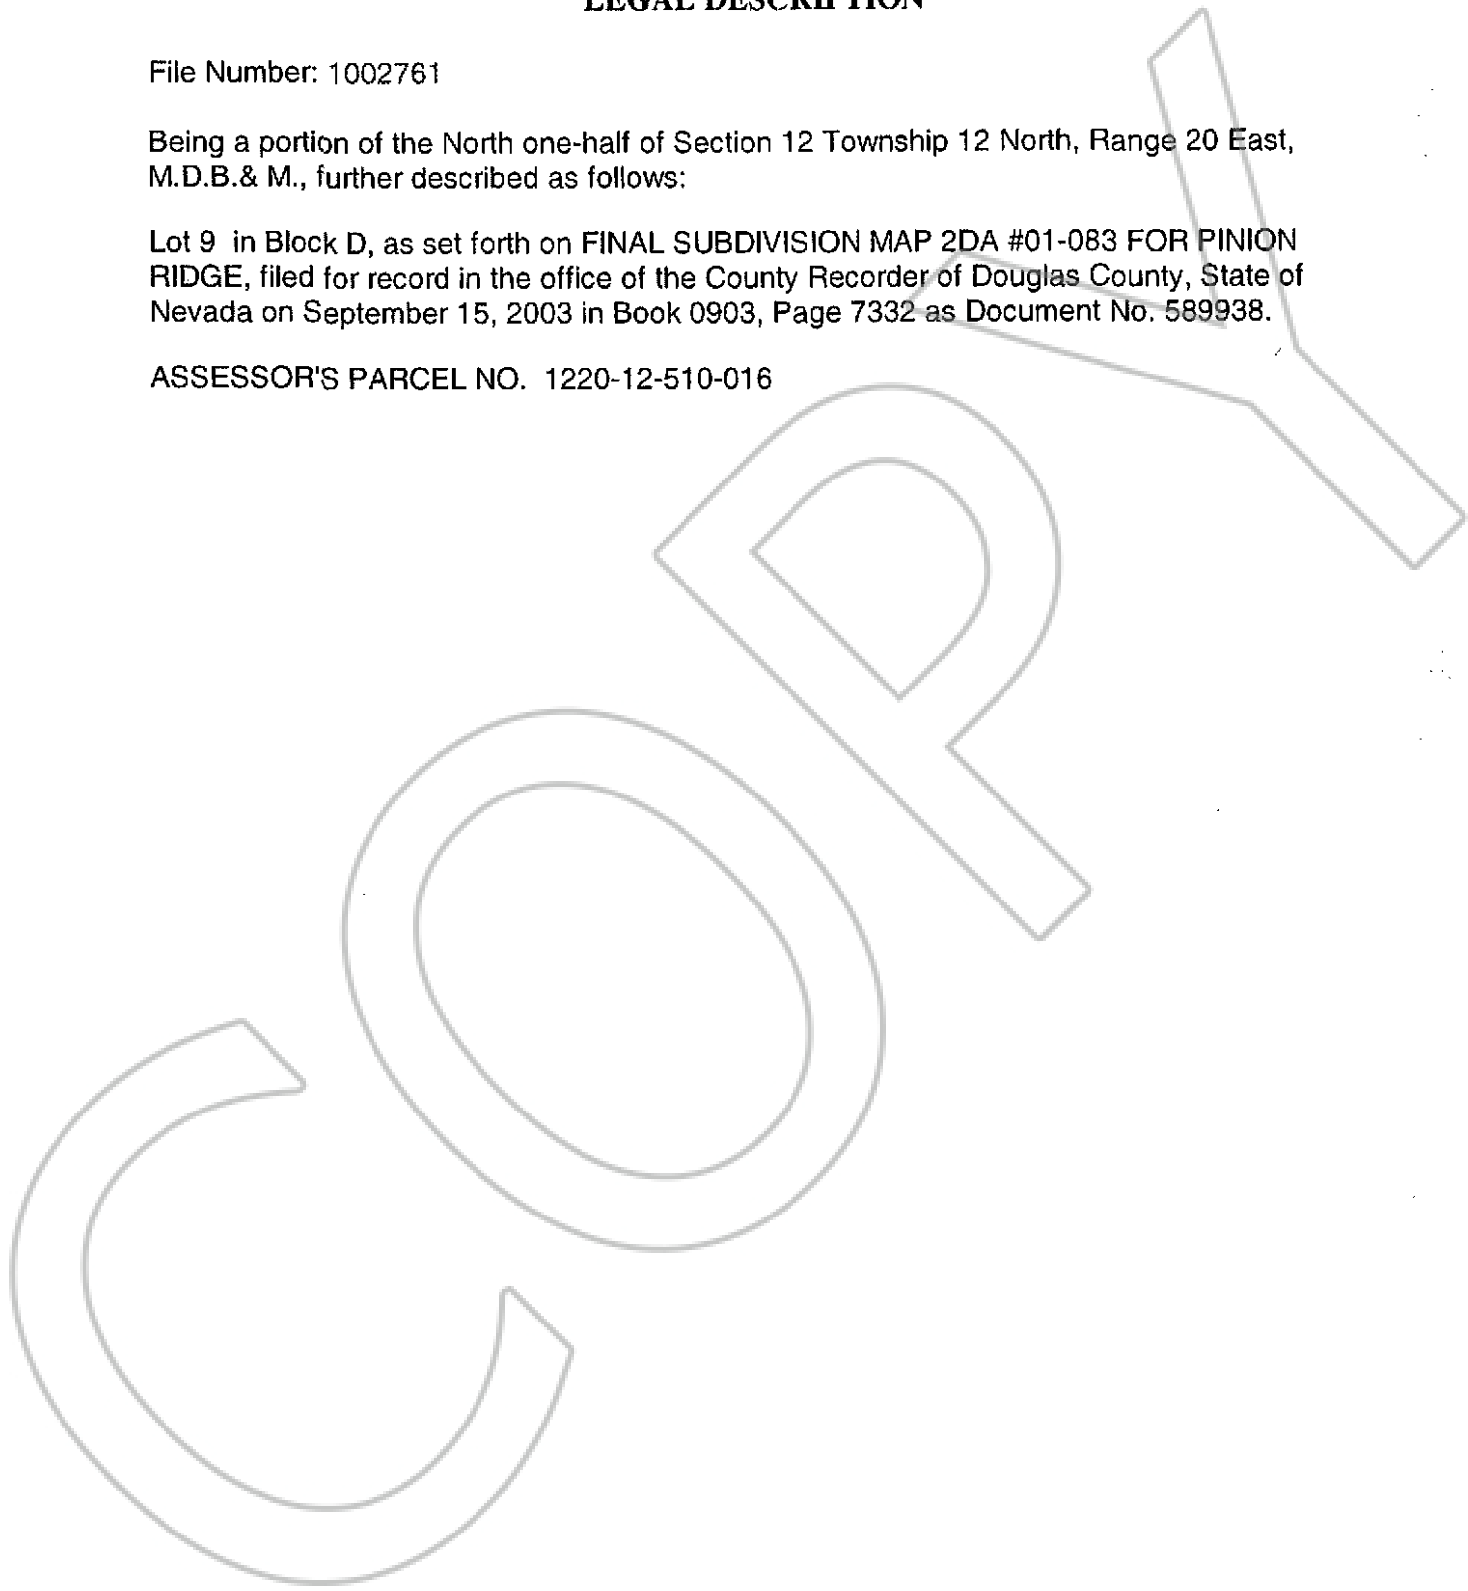 LEGAL DESCRIPTION
File Number: 1002761
Being a portion of the North one-half of Section 12 Township 12 North, Range 20 East,
M.D.B.& M., further described as follows:
Lot 9 in Block D, as set forth on FINAL SUBDIVISION MAP 2DA #01-083 FOR PINION
RIDGE, filed for record in the office of the County Recorder of Douglas County, State of
Nevada on September 15, 2003 in Book 0903, Page 7332 as Document No. 589938.
ASSESSOR'S PARCEL NO. 1220-12-510-016
COPY